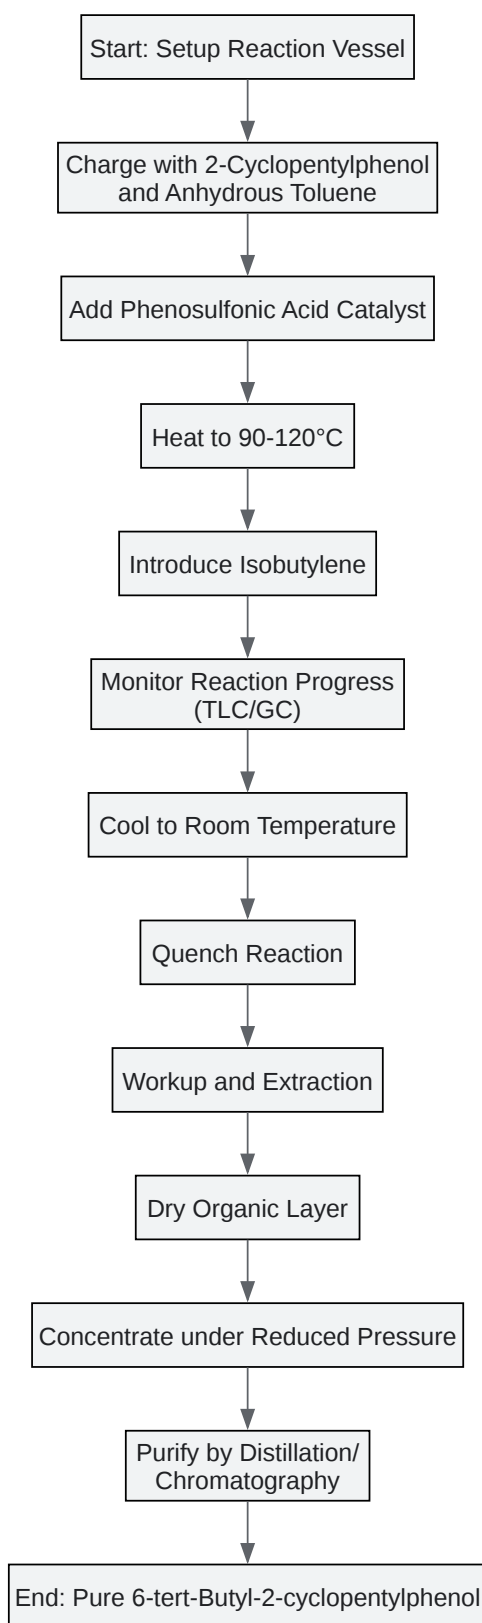 Start: Setup Reaction Vessel
Charge with 2-Cyclopentylphenol
and Anhydrous Toluene
Add Phenosulfonic Acid Catalyst
Heat to 90-120°C
Introduce Isobutylene
Monitor Reaction Progress
(TLC/GC)
Cool to Room Temperature
Quench Reaction
Workup and Extraction
Dry Organic Layer
Concentrate under Reduced Pressure
Purify by Distillation/
Chromatography
End: Pure 6-tert-Butyl-2-cyclopentylphenol